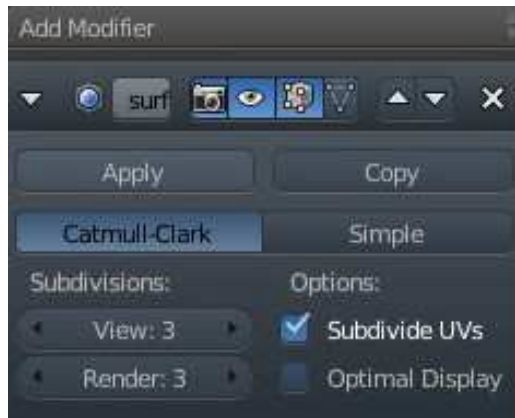 Add Modifier
surf
Apply Copy
Catmull-Clark Simple
Subdivisions: Options:
View: 3 Subdivide UVs
Render: 3 Optimal Display